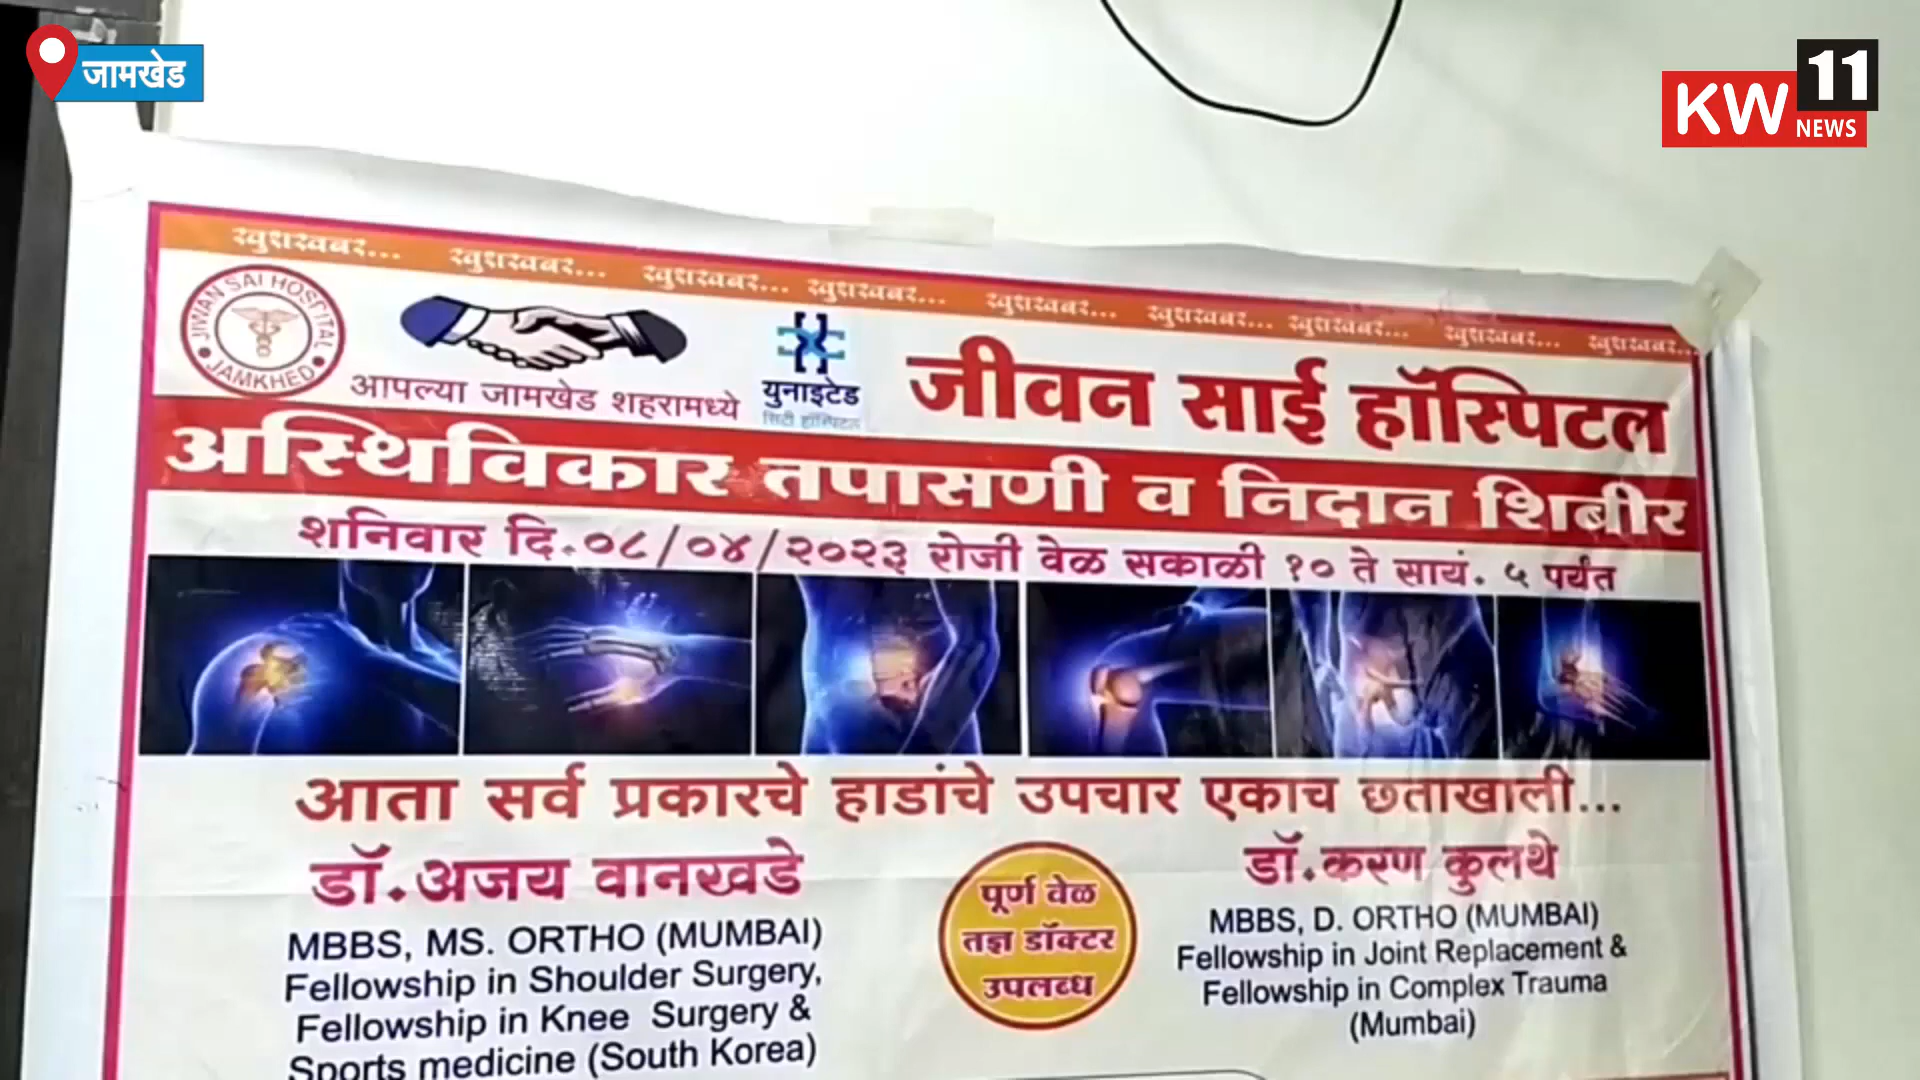 जामखेड
KW 11 NEWS
खुशखबर... खुशखबर... खुशखबर... खुशखबर... खुशखबर... खुशखबर... खुशखबर... खुशखबर... खुशखबर...
JIWAN SAI HOSPITAL
JAMKHED
आपल्या जामखेड शहरामध्ये
युनाइटेड
सिटी हॉस्पिटल
जीवन साई हॉस्पिटल
अस्थिविकार तपासणी व निदान शिबीर
शनिवार दि.०८/०४/२०२३ रोजी वेळ सकाळी १० ते सायं. ५ पर्यंत
आता सर्व प्रकारचे हाडांचे उपचार एकाच छताखाली...
डॉ.अजय वानखडे
MBBS, MS. ORTHO (MUMBAI)
Fellowship in Shoulder Surgery,
Fellowship in Knee Surgery &
Sports medicine (South Korea)
पूर्ण वेळ
तज्ञ डॉक्टर
उपलब्ध
डॉ.करण कुलथे
MBBS, D. ORTHO (MUMBAI)
Fellowship in Joint Replacement &
Fellowship in Complex Trauma
(Mumbai)